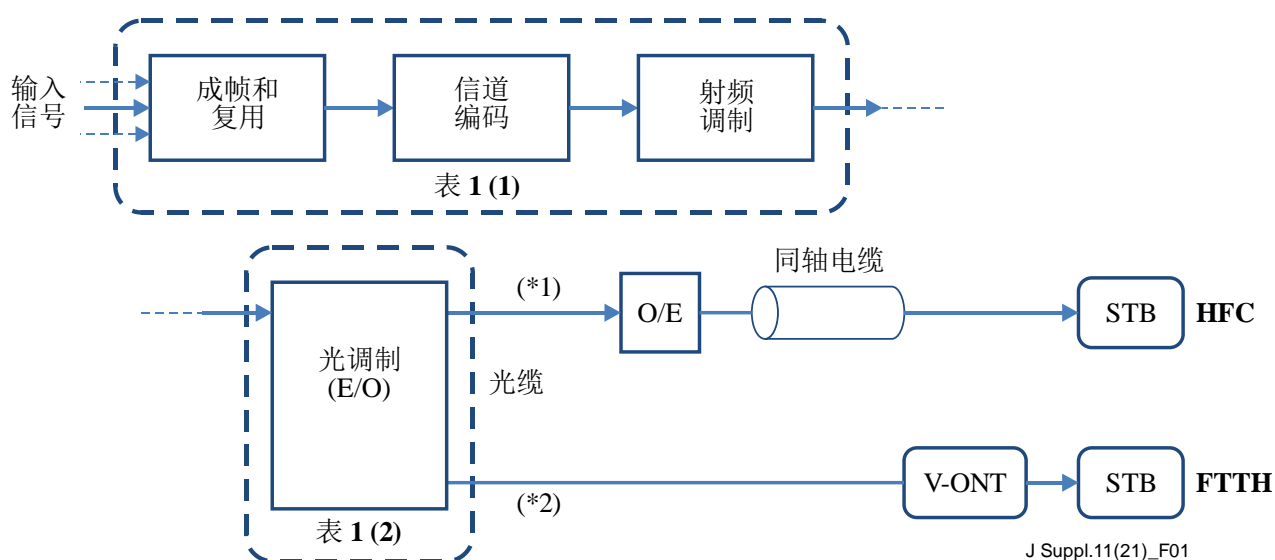 输入
信号
成帧和
复用
信道
编码
射频
调制
表 1 (1)
同轴电缆
(*1)
O/E
STB
HFC
光调制
(E/O)
光缆
(*2)
V-ONT
STB
FTTH
表 1 (2)
J Suppl.11(21)_F01